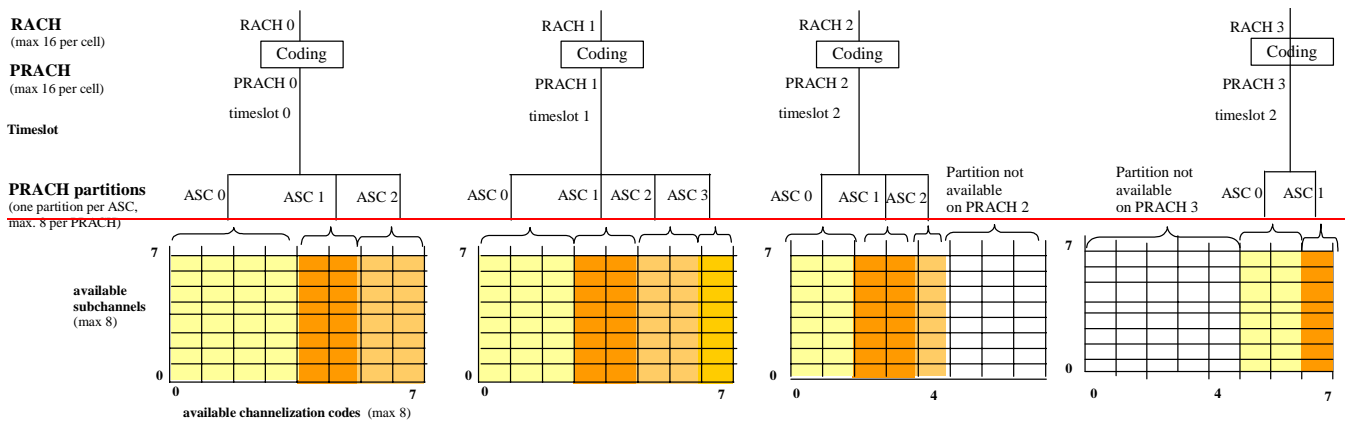 RACH
(max 16 per cell)
RACH 0
RACH 1
RACH 2
RACH 3
Coding
Coding
Coding
Coding
PRACH
(max 16 per cell)
PRACH 0
PRACH 1
PRACH 2
PRACH 3
Timeslot
timeslot 0
timeslot 1
timeslot 2
timeslot 2
PRACH partitions
(one partition per ASC,
max. 8 per PRACH)
ASC 0
ASC 1
ASC 2
ASC 0
ASC 1
ASC 2
ASC 3
ASC 0
ASC 1
ASC 2
Partition not
available
on PRACH 2
Partition not
available
on PRACH 3
ASC 0
ASC 1
available
subchannels
(max 8)
7
0
0
7
available channelization codes (max 8)
7
0
0
7
7
0
0
4
7
0
0
4
7